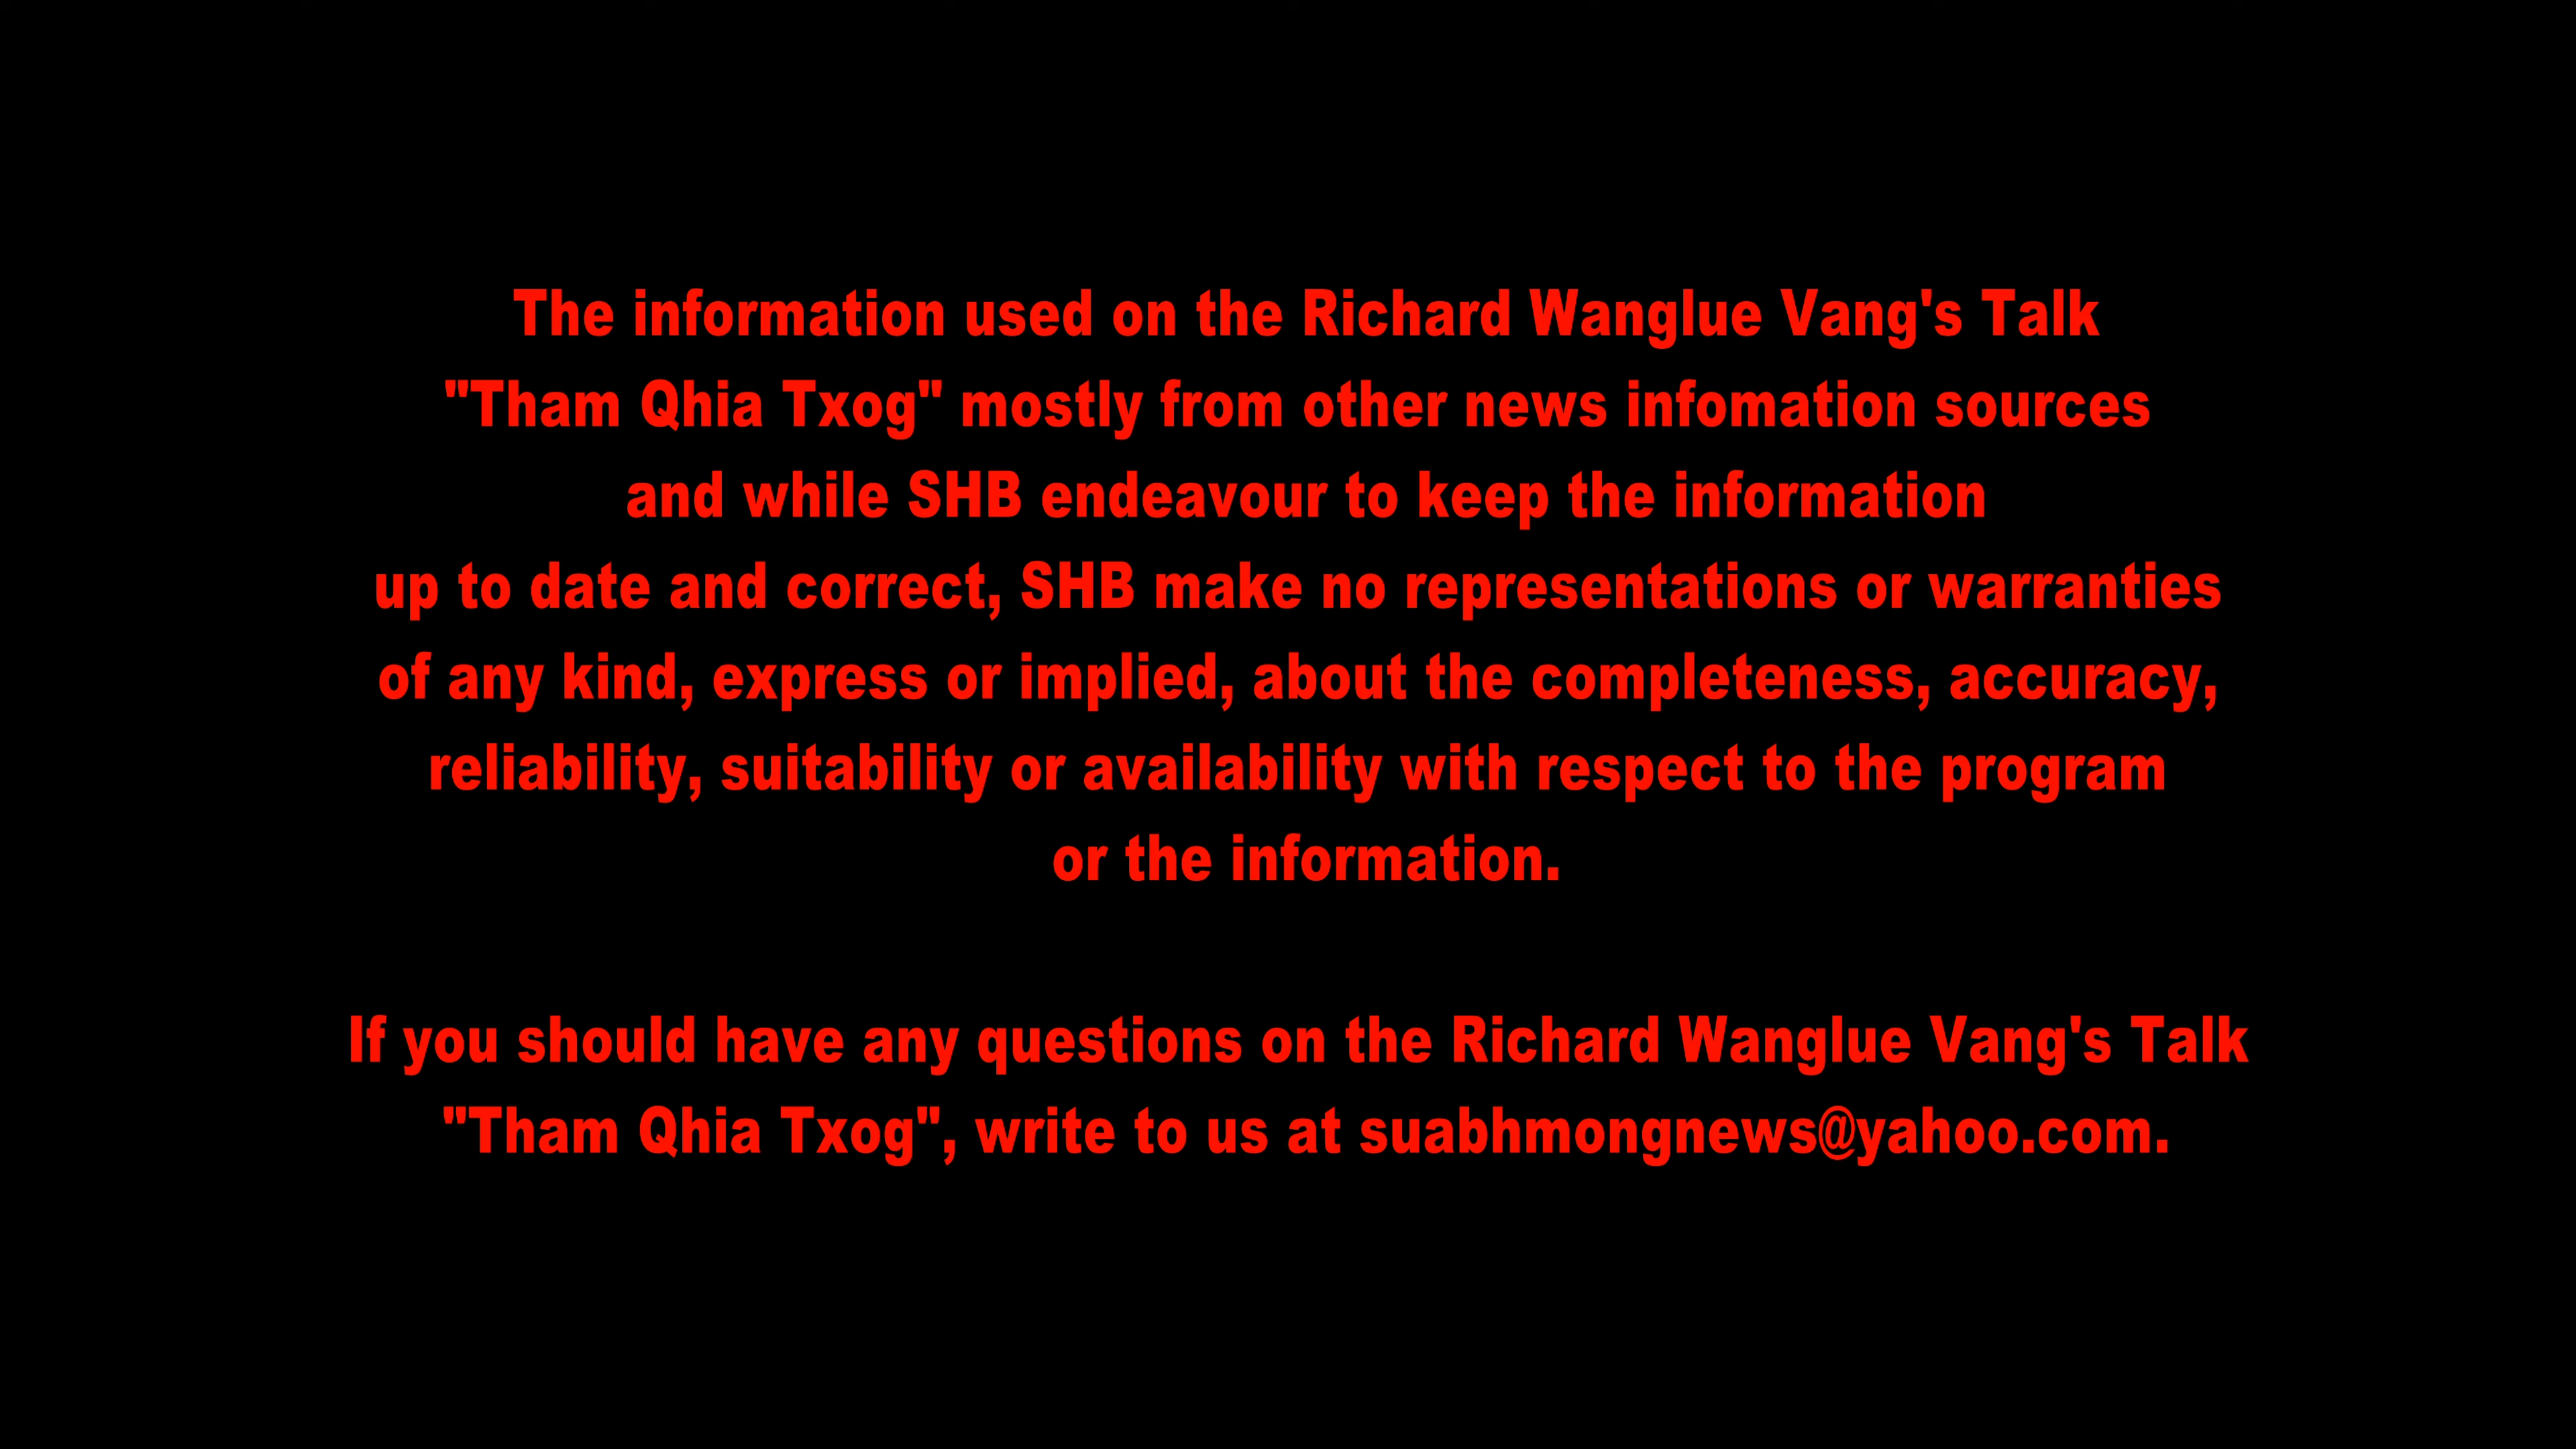 The information used on the Richard Wanglue Vang's Talk
"Tham Qhia Txog" mostly from other news infomation sources
and while SHB endeavour to keep the information
up to date and correct, SHB make no representations or warranties
of any kind, express or implied, about the completeness, accuracy,
reliability, suitability or availability with respect to the program
or the information.
If you should have any questions on the Richard Wanglue Vang's Talk
"Tham Qhia Txog", write to us at suabhmongnews@yahoo.com.